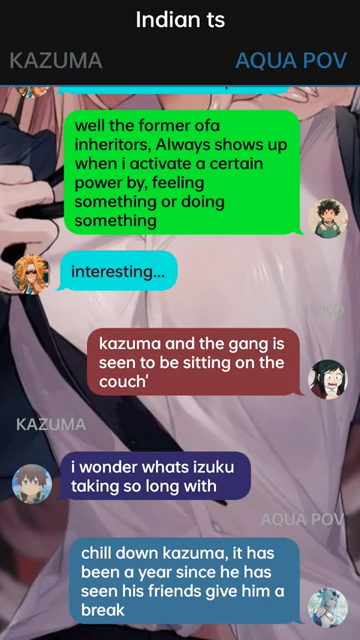 Indian ts
KAZUMA
AQUA POV
well the former ofa
inheritors, Always shows up
when i activate a certain
power by, feeling
something or doing
something
interesting...
kazuma and the gang is
seen to be sitting on the
couch'
KAZUMA
i wonder whats izuku
taking so long with
AQUA POV
chill down kazuma, it has
been a year since he has
seen his friends give him a
break